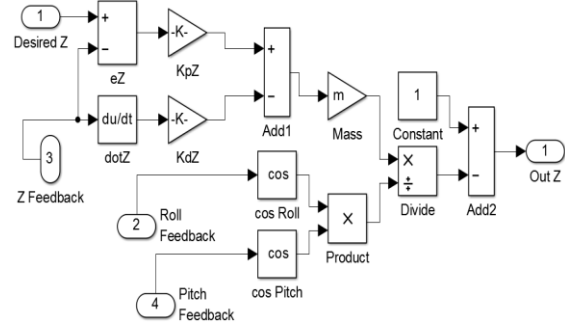 1
Desired Z
+
−
eZ
-K-
KpZ
du/dt
dotZ
-K-
KdZ
3
Z Feedback
+
−
Add1
m
Mass
1
Constant
×
÷
Divide
+
−
Add2
1
Out Z
cos
cos Roll
2
Roll
Feedback
×
Product
cos
cos Pitch
4
Pitch
Feedback